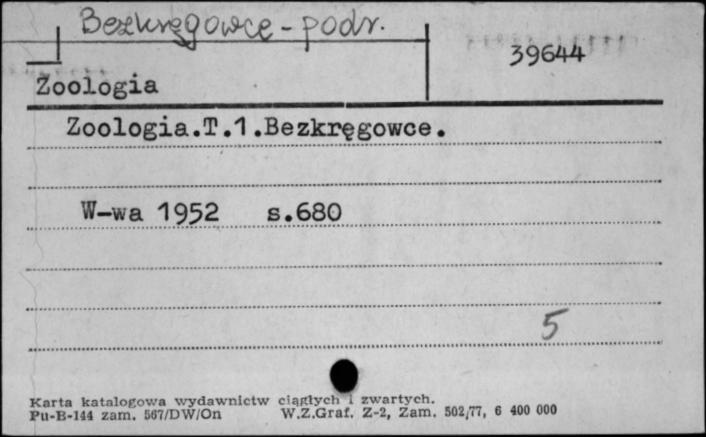 Bezkręgowce - podr.
39644
Zoologia
Zoologia.T.1.Bezkręgowce.
W-wa 1952 s.680
5
Karta katalogowa wydawnictw ciągłych i zwartych.
Pu-B-144 zam. 567/DW/On W.Z.Graf. Z-2, Zam. 502/77, 6 400 000